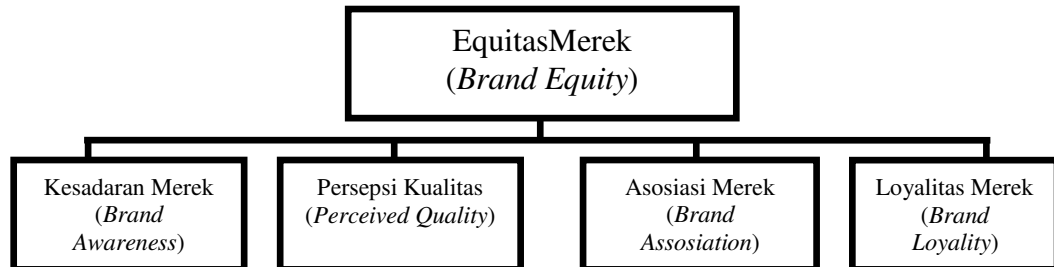 EquitasMerek
(Brand Equity)
Kesadaran Merek
(Brand
Awareness)
Persepsi Kualitas
(Perceived Quality)
Asosiasi Merek
(Brand
Assosiation)
Loyalitas Merek
(Brand
Loyality)